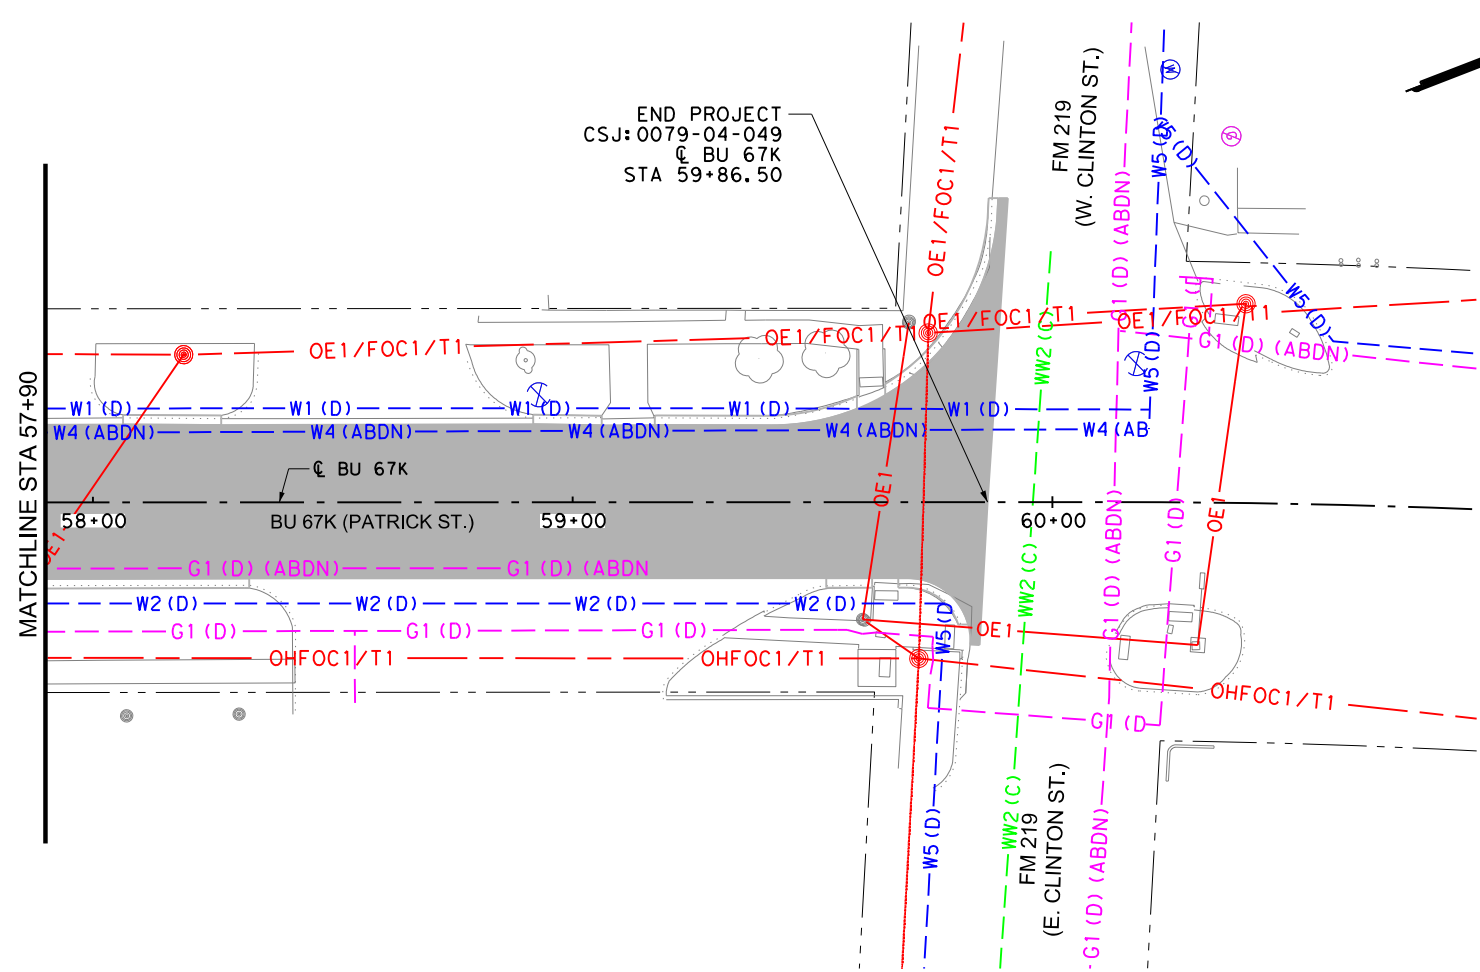 END PROJECT
CSJ:0079-04-049
℄ BU 67K
STA 59+86.50
FM 219
(W. CLINTON ST.)
OE1/FOC1/T1
G1(D)(ABDN)
W5(D)
W5(D)
W5(D)
W5(D)
OE1/FOC1/T1
OE1/FOC1/T1
OE1/FOC1/T1
OE1/FOC1/T1
G1(D
G1(D)(ABDN)
WW2(C)
W1(D)
W1(D)
W1(D)
W1(D)
W1(D)
W4(ABDN)
W4(ABDN)
W4(ABDN)
W4(ABDN)
W4(AB
MATCHLINE STA 57+90
℄ BU 67K
58+00
BU 67K (PATRICK ST.)
59+00
60+00
OE1
OE1
OE1
G1(D)
G1(D)(ABDN)
G1(D)(ABDN)
G1(D)(ABDN
WW2(C)
W2(D)
W2(D)
W2(D)
W2(D)
W5(D
G1(D)
G1(D)
G1(D)
OE1
OHFOC1/T1
OHFOC1/T1
OHFOC1/T1
G1(D
WW2(C)
W5(D)
FM 219
(E. CLINTON ST.)
G1(D)(ABDN)